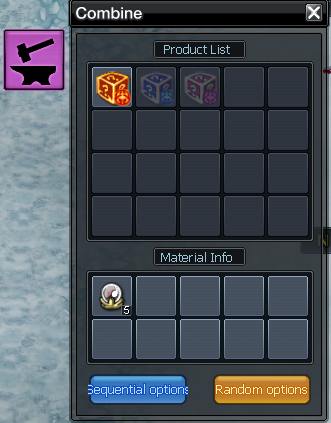 Combine
Product List
Material Info
5
Sequential options
Random options